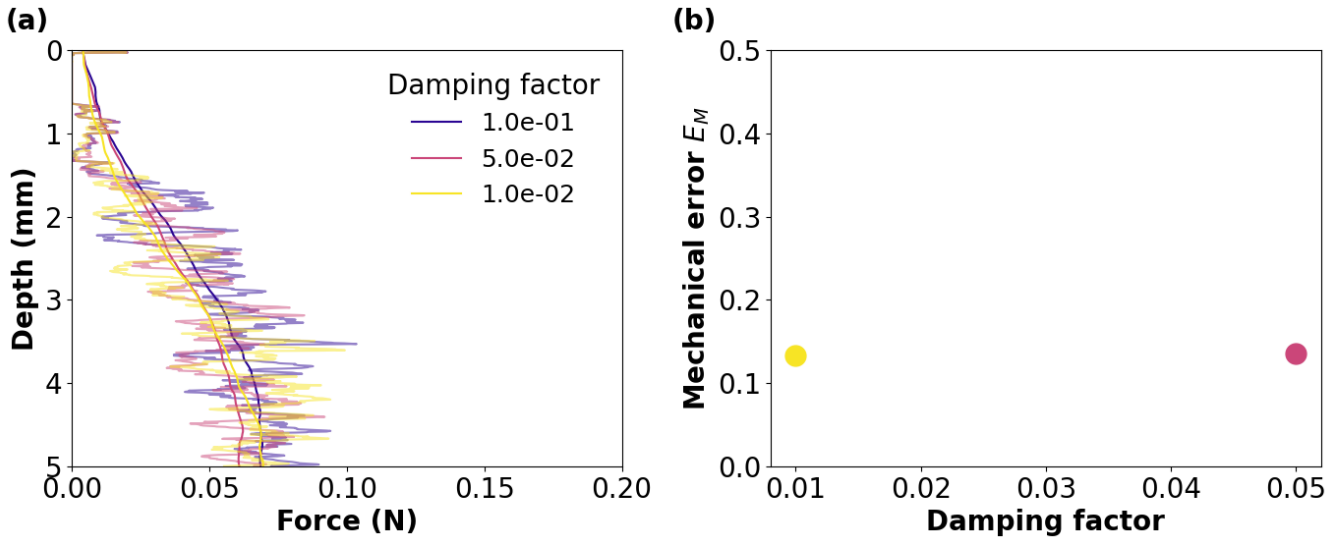 (a)
0
1
2
3
4
5
Depth (mm)
0.00 0.05 0.10 0.15 0.20
Force (N)
Damping factor
1.0e-01
5.0e-02
1.0e-02
(b)
0.5
0.4
0.3
0.2
0.1
0.0
Mechanical error E_M
0.01 0.02 0.03 0.04 0.05
Damping factor